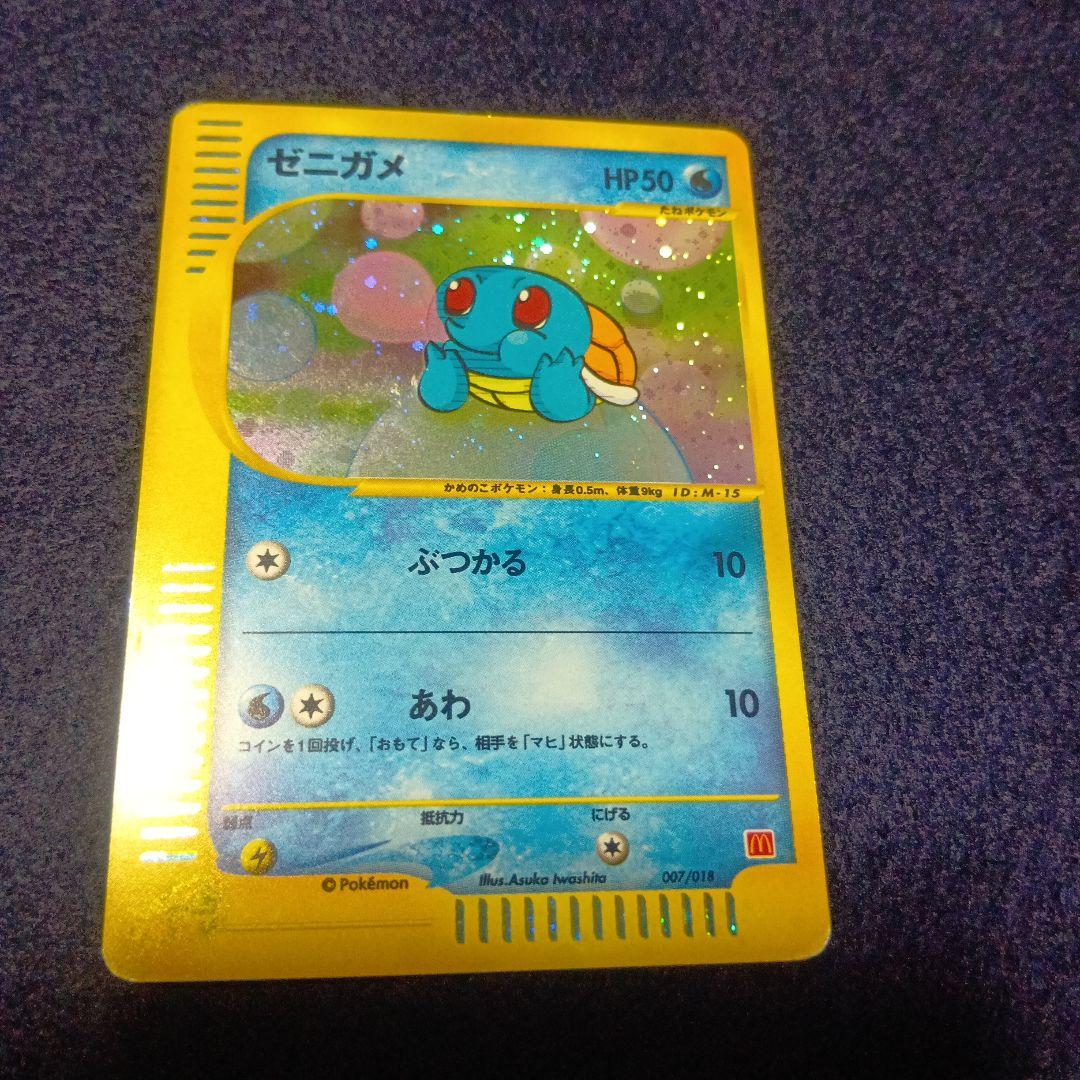 ゼニガメ
HP50
たねポケモン
かめのこポケモン：身長0.5m、体重9kg ID:M-15
ぶつかる 10
あわ 10
コインを1回投げ、「おもて」なら、相手を「マヒ」状態にする。
弱点 抵抗力 にげる
©Pokémon Illus.Asuka Iwashita 007/018